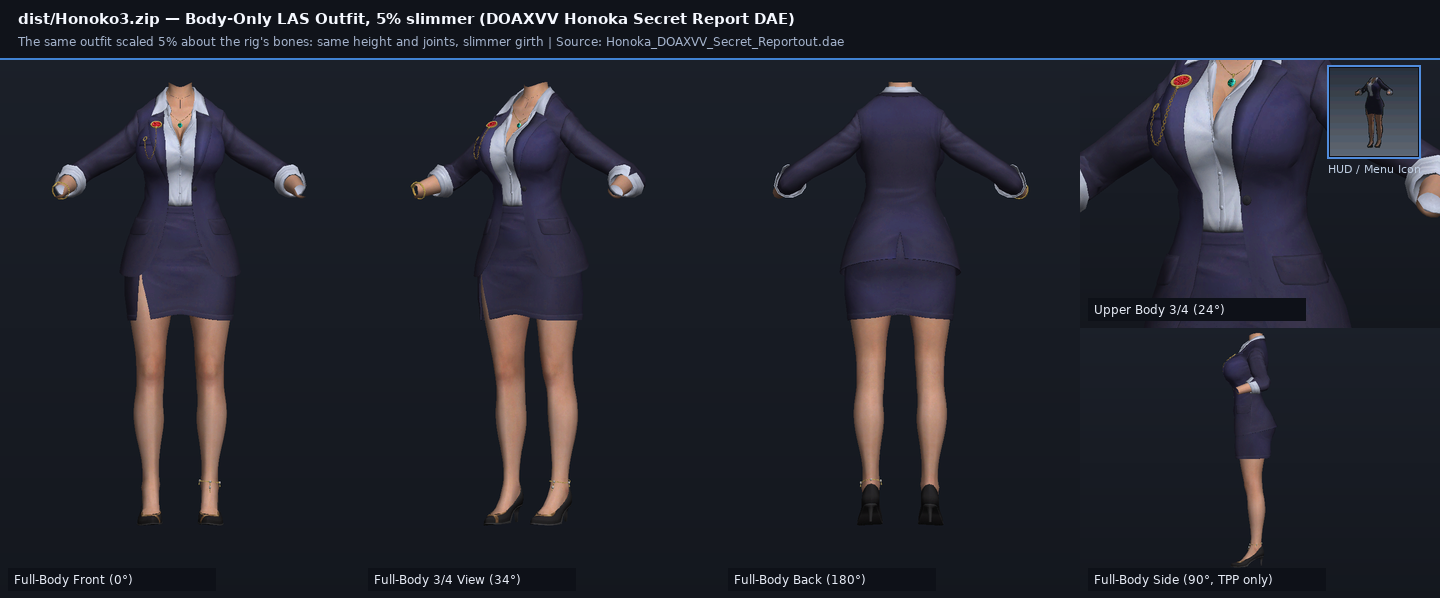 dist/Honoko3.zip — Body-Only LAS Outfit, 5% slimmer (DOAXVV Honoka Secret Report DAE)
The same outfit scaled 5% about the rig's bones: same height and joints, slimmer girth | Source: Honoka_DOAXVV_Secret_Reportout.dae
HUD / Menu Icon
Upper Body 3/4 (24°)
Full-Body Front (0°)
Full-Body 3/4 View (34°)
Full-Body Back (180°)
Full-Body Side (90°, TPP only)